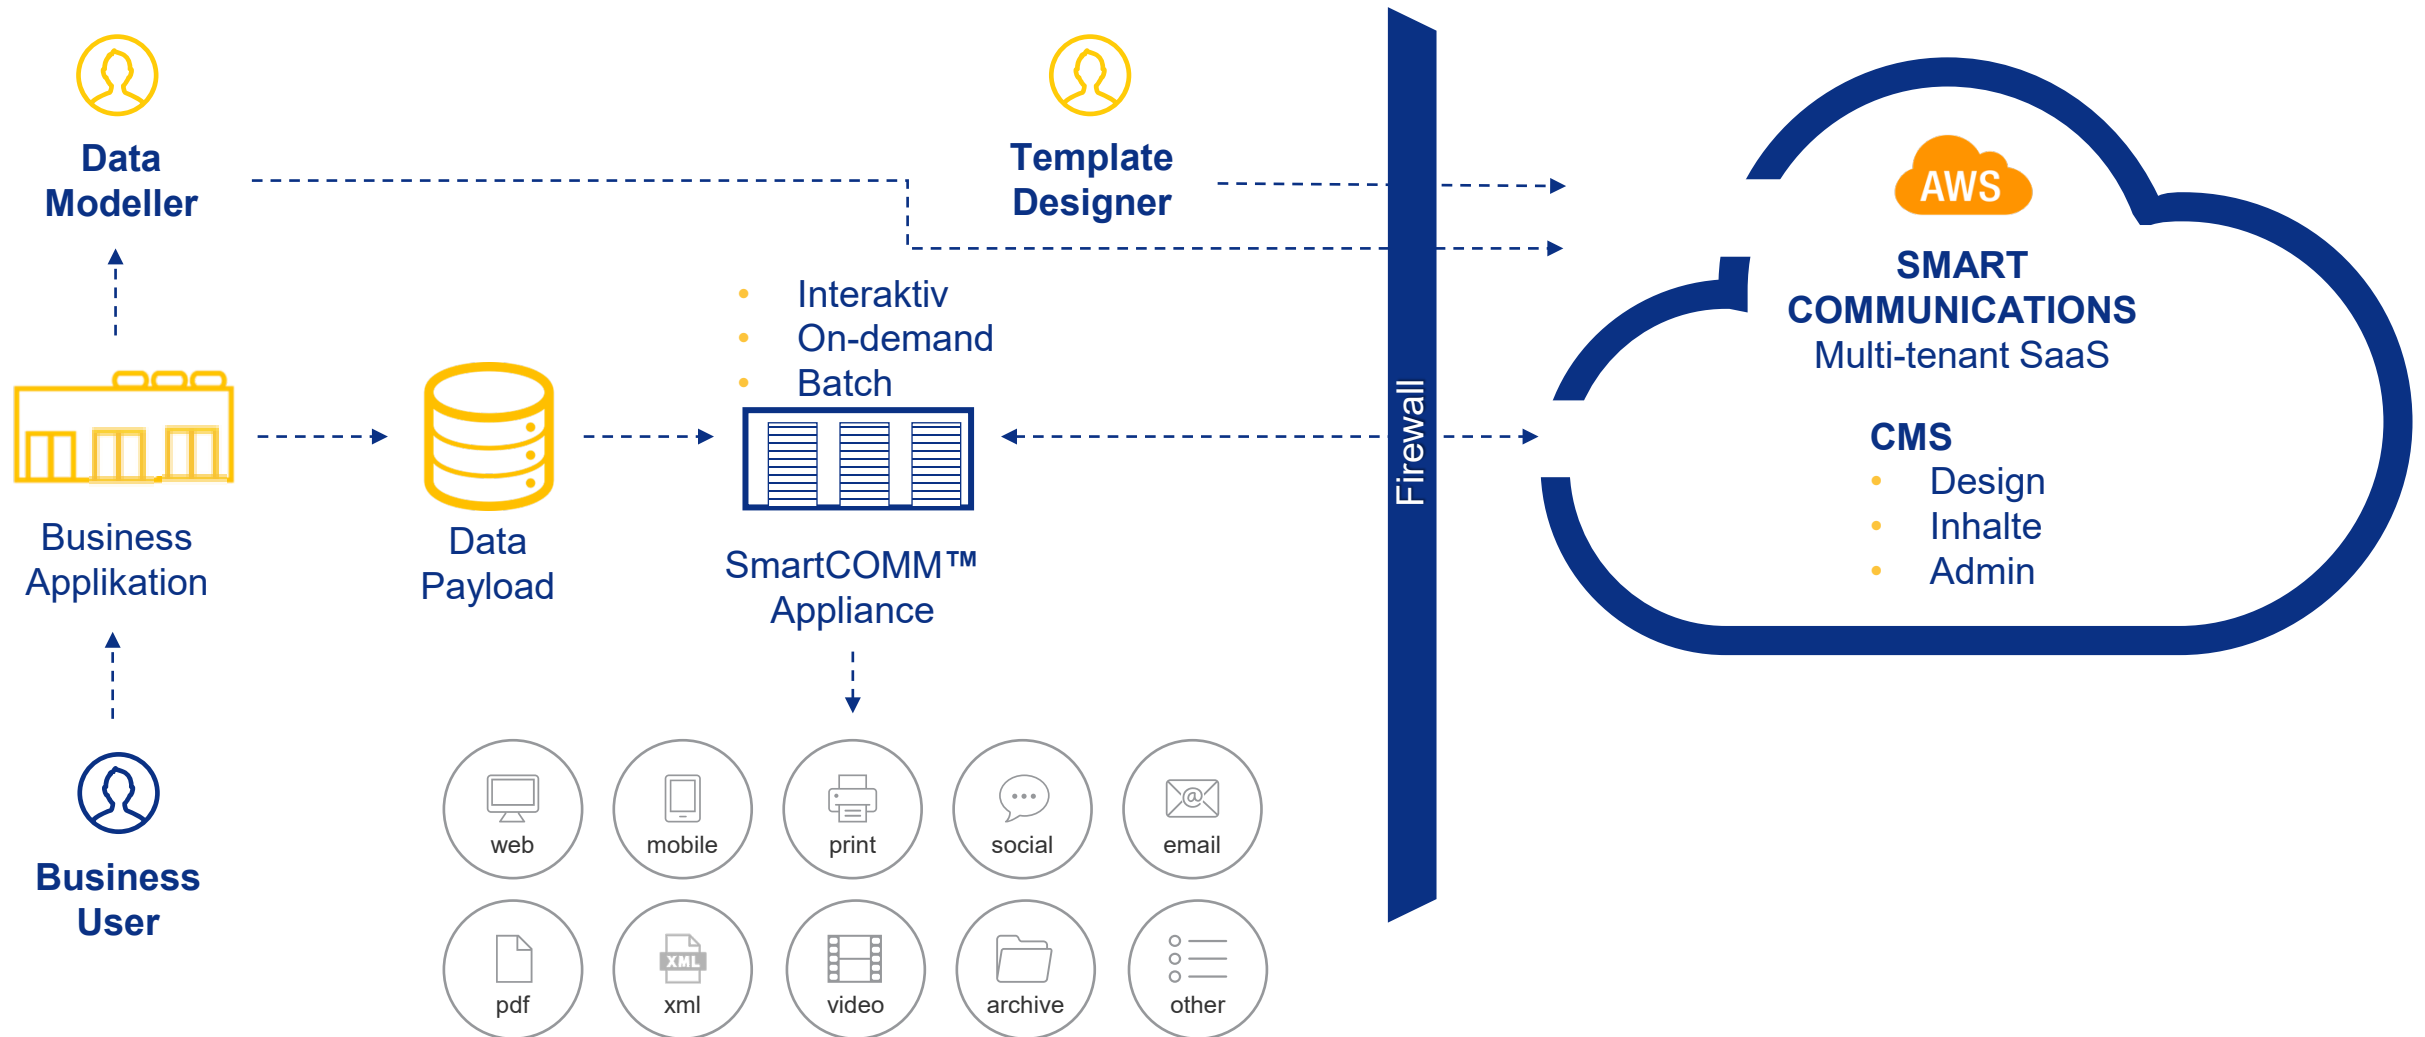 Data
Modeller
Template
Designer
AWS
SMART
COMMUNICATIONS
Multi-tenant SaaS
• Interaktiv
• On-demand
• Batch
Firewall
CMS
• Design
• Inhalte
• Admin
Business
Applikation
Data
Payload
SmartCOMM™
Appliance
Business
User
web
mobile
print
social
email
pdf
XML
xml
video
archive
other